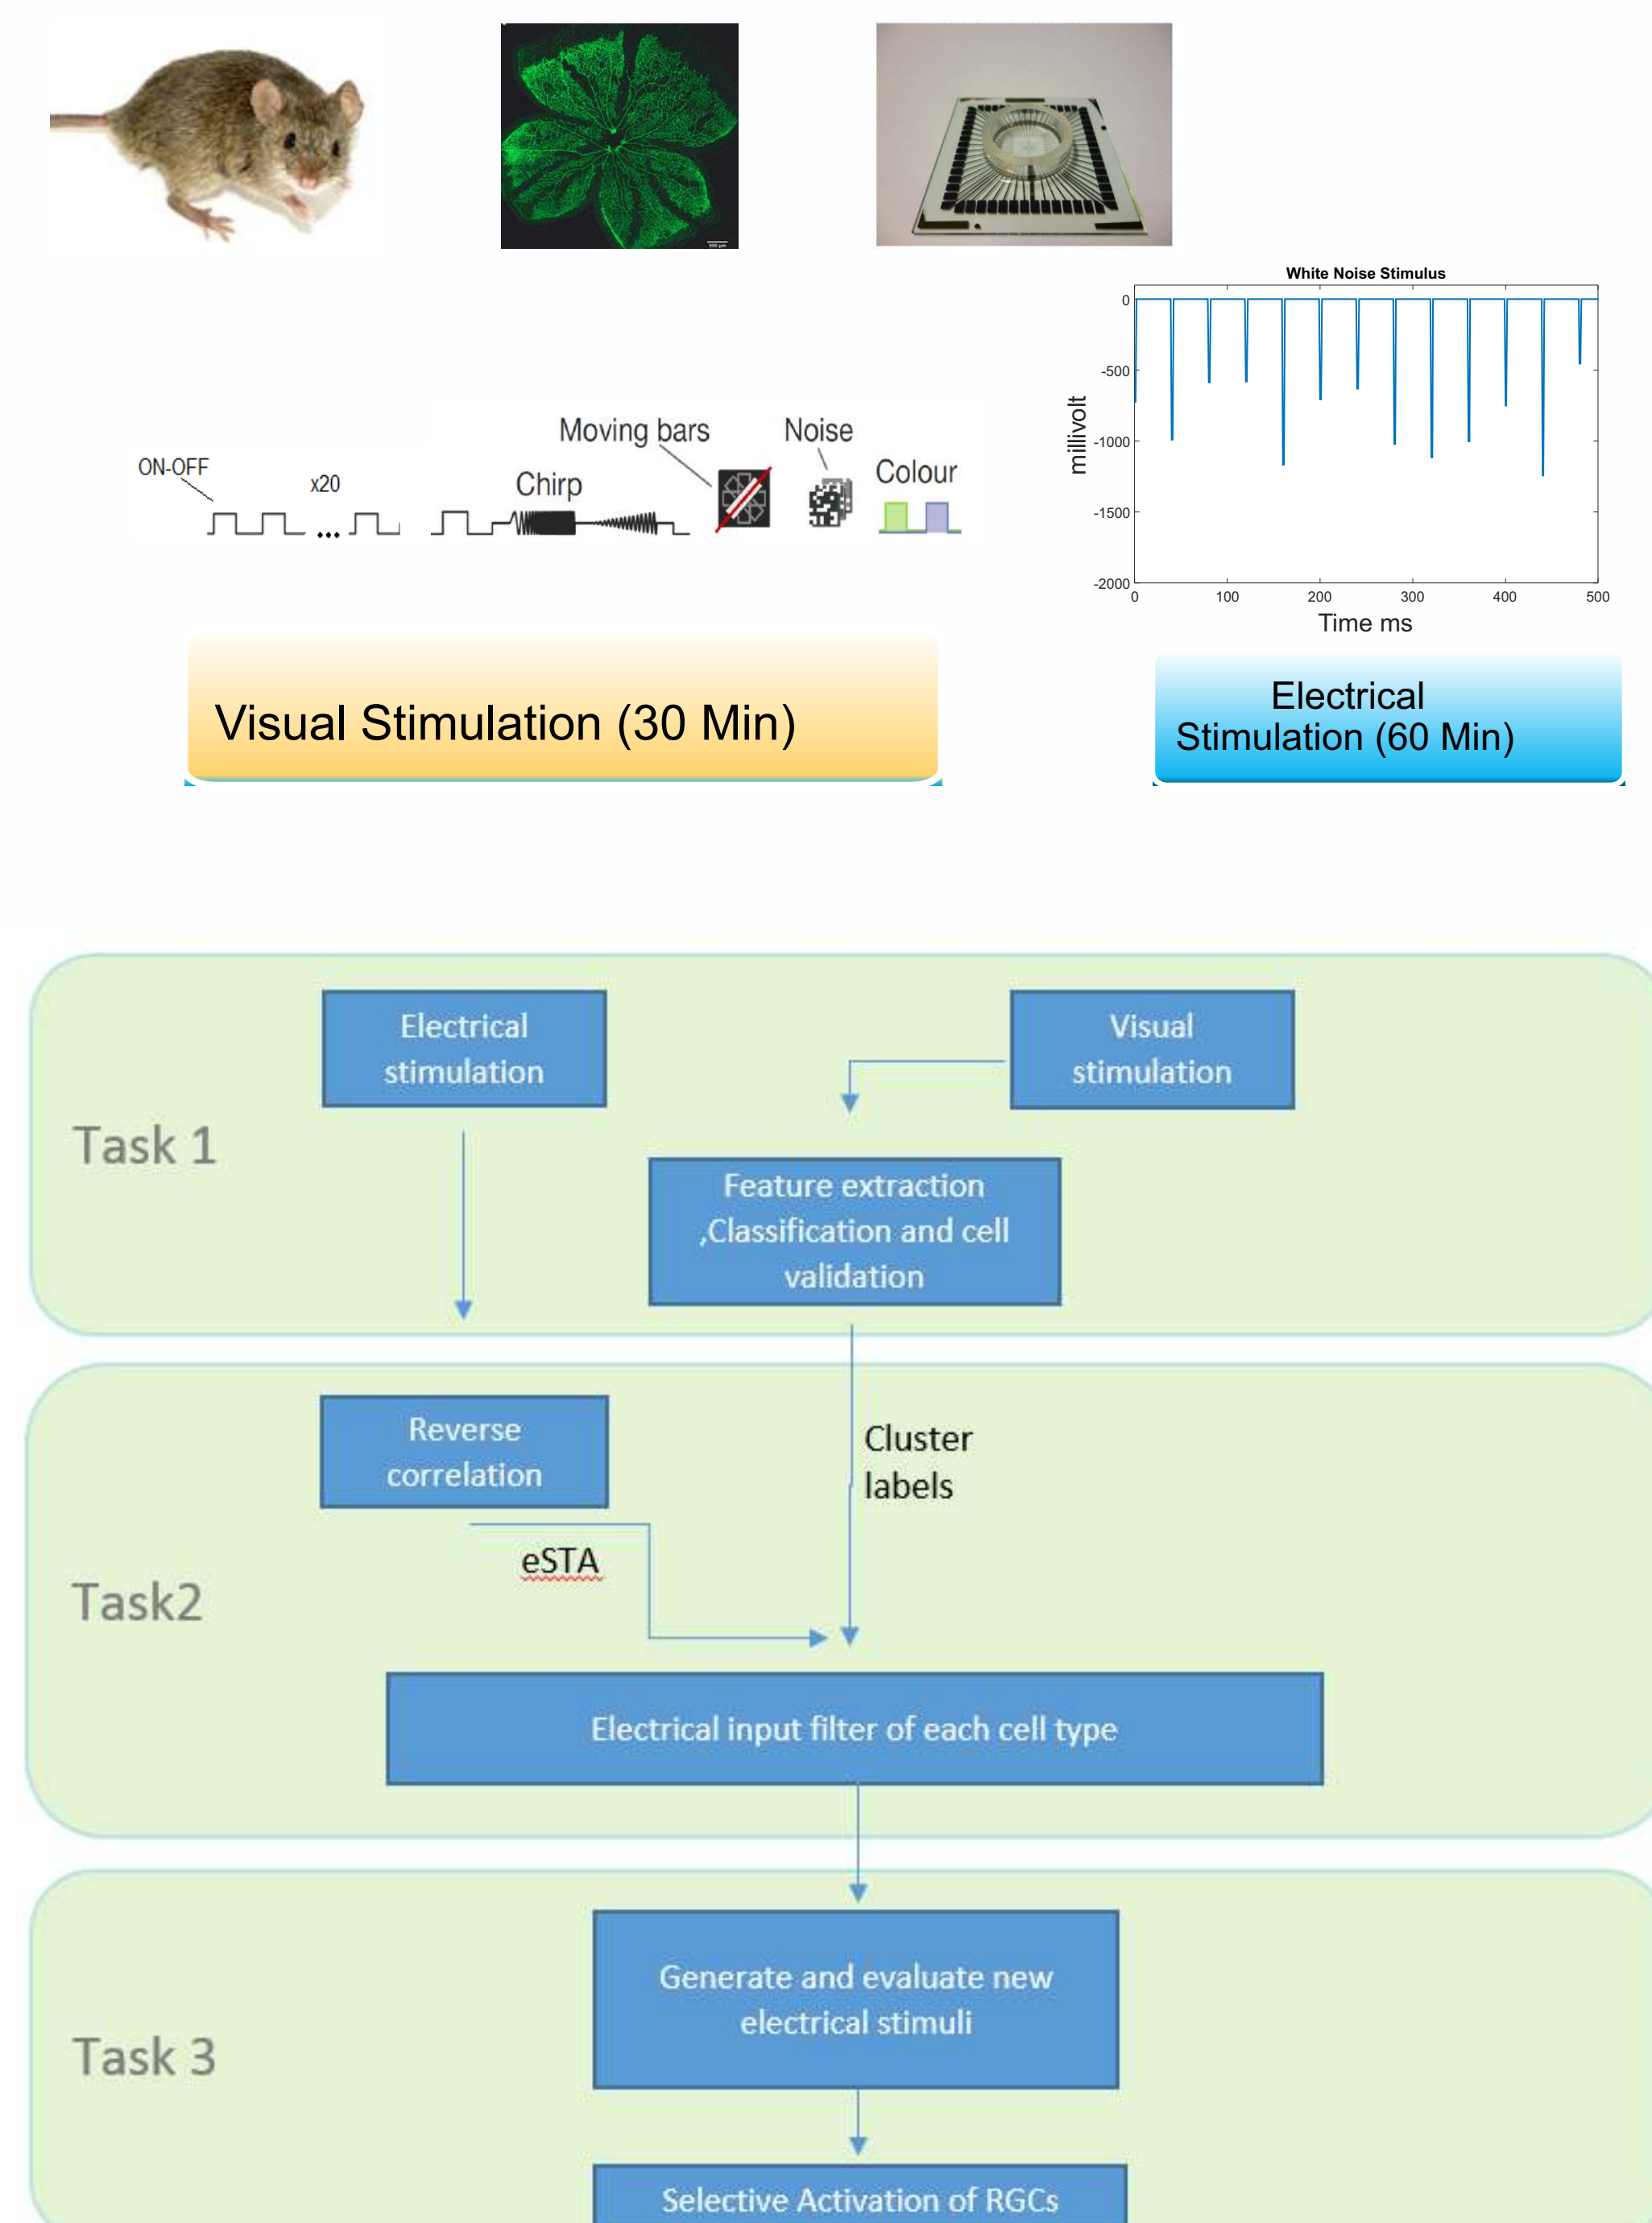 500 µm
White Noise Stimulus
0
-500
-1000
-1500
-2000
millivolt
0 100 200 300 400 500
Time ms
ON-OFF
x20
Chirp
Moving bars
Noise
Colour
Visual Stimulation (30 Min)
Electrical
Stimulation (60 Min)
Task 1
Electrical
stimulation
Visual
stimulation
Feature extraction
,Classification and cell
validation
Task2
Reverse
correlation
Cluster
labels
eSTA
Electrical input filter of each cell type
Task 3
Generate and evaluate new
electrical stimuli
Selective Activation of RGCs